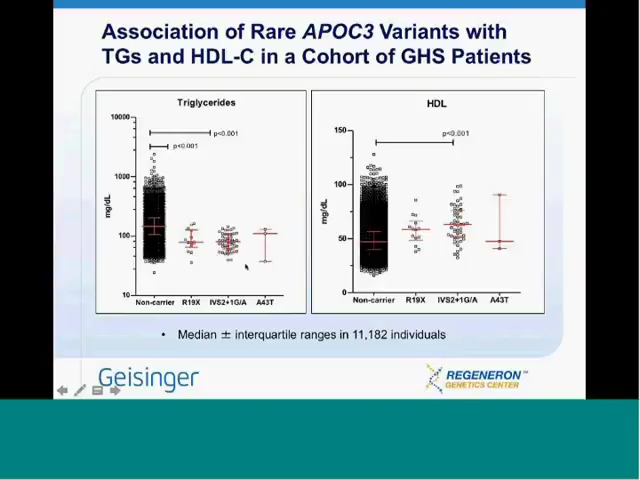 Association of Rare APOC3 Variants with
TGs and HDL-C in a Cohort of GHS Patients
Triglycerides
10000
1000
100
10
mg/dL
p<0.001
p<0.001
Non-carrier R19X IVS2+1G/A A43T
HDL
150
100
50
0
mg/dL
p<0.001
Non-carrier R19X IVS2+1G/A A43T
• Median ± interquartile ranges in 11,182 individuals
Geisinger
REGENERON™
GENETICS CENTER